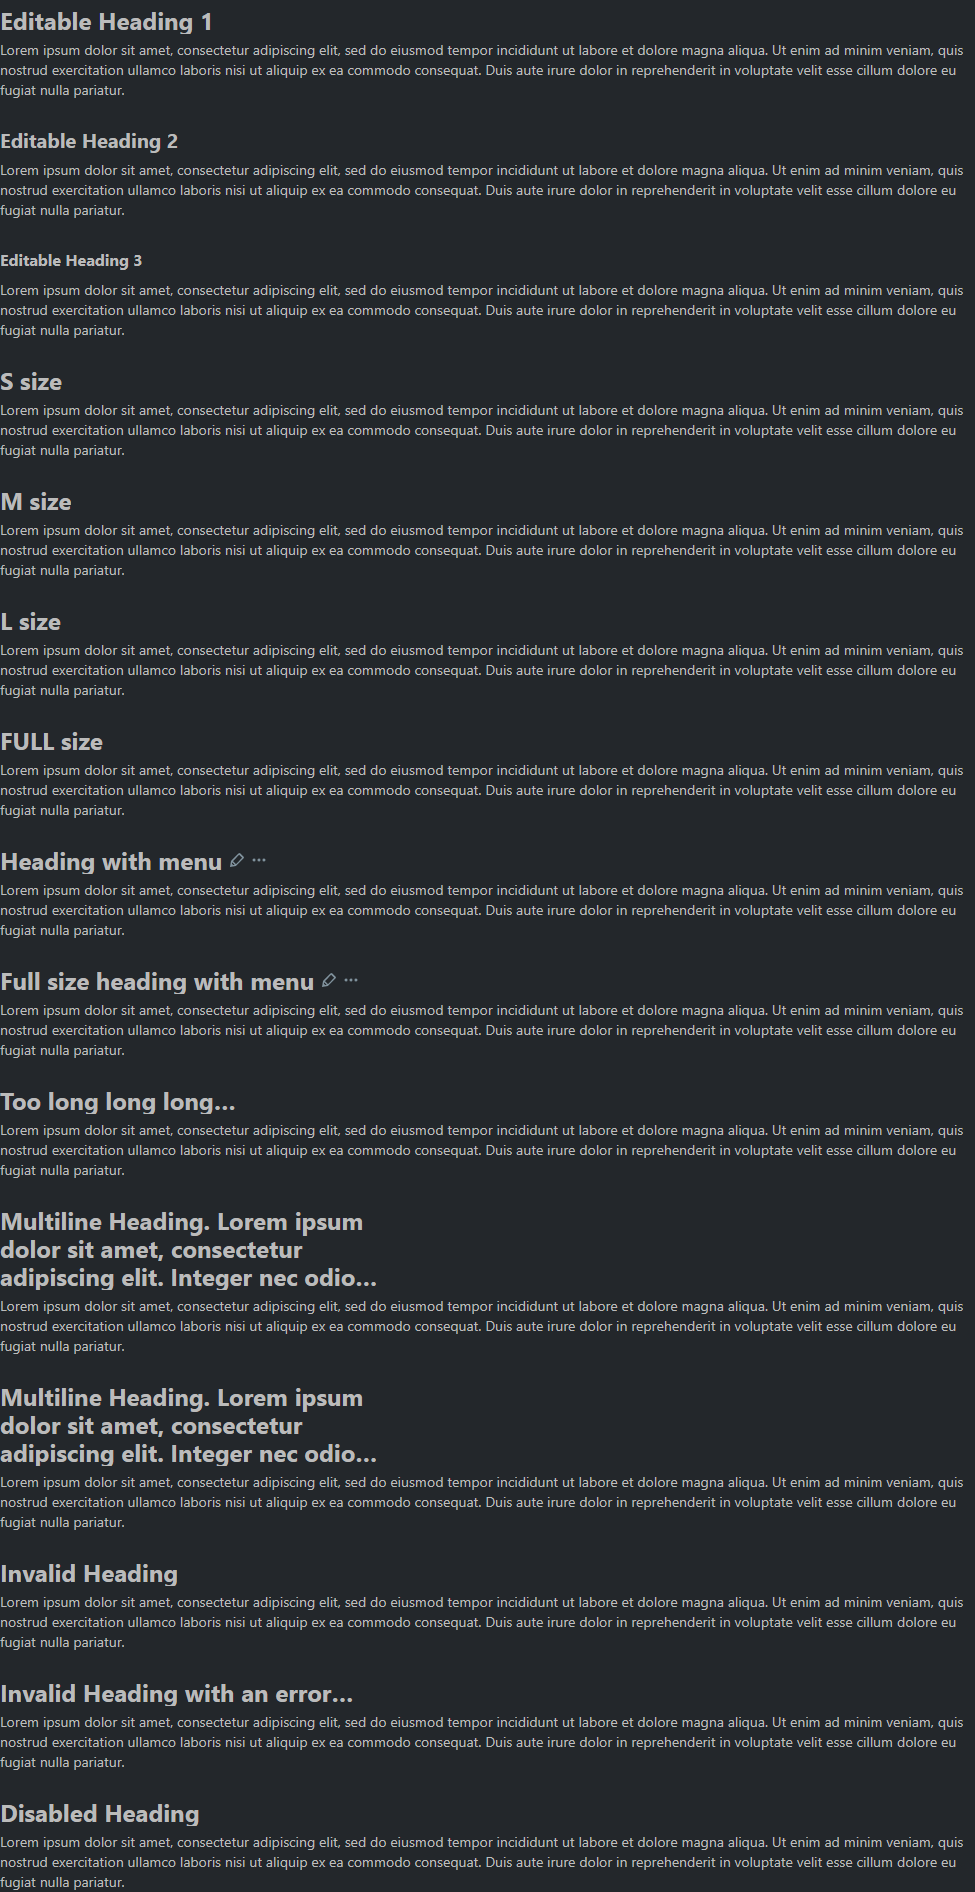 Editable Heading 1
Lorem ipsum dolor sit amet, consectetur adipiscing elit, sed do eiusmod tempor incididunt ut labore et dolore magna aliqua. Ut enim ad minim veniam, quis
nostrud exercitation ullamco laboris nisi ut aliquip ex ea commodo consequat. Duis aute irure dolor in reprehenderit in voluptate velit esse cillum dolore eu
fugiat nulla pariatur.
Editable Heading 2
Lorem ipsum dolor sit amet, consectetur adipiscing elit, sed do eiusmod tempor incididunt ut labore et dolore magna aliqua. Ut enim ad minim veniam, quis
nostrud exercitation ullamco laboris nisi ut aliquip ex ea commodo consequat. Duis aute irure dolor in reprehenderit in voluptate velit esse cillum dolore eu
fugiat nulla pariatur.
Editable Heading 3
Lorem ipsum dolor sit amet, consectetur adipiscing elit, sed do eiusmod tempor incididunt ut labore et dolore magna aliqua. Ut enim ad minim veniam, quis
nostrud exercitation ullamco laboris nisi ut aliquip ex ea commodo consequat. Duis aute irure dolor in reprehenderit in voluptate velit esse cillum dolore eu
fugiat nulla pariatur.
S size
Lorem ipsum dolor sit amet, consectetur adipiscing elit, sed do eiusmod tempor incididunt ut labore et dolore magna aliqua. Ut enim ad minim veniam, quis
nostrud exercitation ullamco laboris nisi ut aliquip ex ea commodo consequat. Duis aute irure dolor in reprehenderit in voluptate velit esse cillum dolore eu
fugiat nulla pariatur.
M size
Lorem ipsum dolor sit amet, consectetur adipiscing elit, sed do eiusmod tempor incididunt ut labore et dolore magna aliqua. Ut enim ad minim veniam, quis
nostrud exercitation ullamco laboris nisi ut aliquip ex ea commodo consequat. Duis aute irure dolor in reprehenderit in voluptate velit esse cillum dolore eu
fugiat nulla pariatur.
L size
Lorem ipsum dolor sit amet, consectetur adipiscing elit, sed do eiusmod tempor incididunt ut labore et dolore magna aliqua. Ut enim ad minim veniam, quis
nostrud exercitation ullamco laboris nisi ut aliquip ex ea commodo consequat. Duis aute irure dolor in reprehenderit in voluptate velit esse cillum dolore eu
fugiat nulla pariatur.
FULL size
Lorem ipsum dolor sit amet, consectetur adipiscing elit, sed do eiusmod tempor incididunt ut labore et dolore magna aliqua. Ut enim ad minim veniam, quis
nostrud exercitation ullamco laboris nisi ut aliquip ex ea commodo consequat. Duis aute irure dolor in reprehenderit in voluptate velit esse cillum dolore eu
fugiat nulla pariatur.
Heading with menu
Lorem ipsum dolor sit amet, consectetur adipiscing elit, sed do eiusmod tempor incididunt ut labore et dolore magna aliqua. Ut enim ad minim veniam, quis
nostrud exercitation ullamco laboris nisi ut aliquip ex ea commodo consequat. Duis aute irure dolor in reprehenderit in voluptate velit esse cillum dolore eu
fugiat nulla pariatur.
Full size heading with menu
Lorem ipsum dolor sit amet, consectetur adipiscing elit, sed do eiusmod tempor incididunt ut labore et dolore magna aliqua. Ut enim ad minim veniam, quis
nostrud exercitation ullamco laboris nisi ut aliquip ex ea commodo consequat. Duis aute irure dolor in reprehenderit in voluptate velit esse cillum dolore eu
fugiat nulla pariatur.
Too long long long...
Lorem ipsum dolor sit amet, consectetur adipiscing elit, sed do eiusmod tempor incididunt ut labore et dolore magna aliqua. Ut enim ad minim veniam, quis
nostrud exercitation ullamco laboris nisi ut aliquip ex ea commodo consequat. Duis aute irure dolor in reprehenderit in voluptate velit esse cillum dolore eu
fugiat nulla pariatur.
Multiline Heading. Lorem ipsum
dolor sit amet, consectetur
adipiscing elit. Integer nec odio...
Lorem ipsum dolor sit amet, consectetur adipiscing elit, sed do eiusmod tempor incididunt ut labore et dolore magna aliqua. Ut enim ad minim veniam, quis
nostrud exercitation ullamco laboris nisi ut aliquip ex ea commodo consequat. Duis aute irure dolor in reprehenderit in voluptate velit esse cillum dolore eu
fugiat nulla pariatur.
Multiline Heading. Lorem ipsum
dolor sit amet, consectetur
adipiscing elit. Integer nec odio...
Lorem ipsum dolor sit amet, consectetur adipiscing elit, sed do eiusmod tempor incididunt ut labore et dolore magna aliqua. Ut enim ad minim veniam, quis
nostrud exercitation ullamco laboris nisi ut aliquip ex ea commodo consequat. Duis aute irure dolor in reprehenderit in voluptate velit esse cillum dolore eu
fugiat nulla pariatur.
Invalid Heading
Lorem ipsum dolor sit amet, consectetur adipiscing elit, sed do eiusmod tempor incididunt ut labore et dolore magna aliqua. Ut enim ad minim veniam, quis
nostrud exercitation ullamco laboris nisi ut aliquip ex ea commodo consequat. Duis aute irure dolor in reprehenderit in voluptate velit esse cillum dolore eu
fugiat nulla pariatur.
Invalid Heading with an error...
Lorem ipsum dolor sit amet, consectetur adipiscing elit, sed do eiusmod tempor incididunt ut labore et dolore magna aliqua. Ut enim ad minim veniam, quis
nostrud exercitation ullamco laboris nisi ut aliquip ex ea commodo consequat. Duis aute irure dolor in reprehenderit in voluptate velit esse cillum dolore eu
fugiat nulla pariatur.
Disabled Heading
Lorem ipsum dolor sit amet, consectetur adipiscing elit, sed do eiusmod tempor incididunt ut labore et dolore magna aliqua. Ut enim ad minim veniam, quis
nostrud exercitation ullamco laboris nisi ut aliquip ex ea commodo consequat. Duis aute irure dolor in reprehenderit in voluptate velit esse cillum dolore eu
fugiat nulla pariatur.